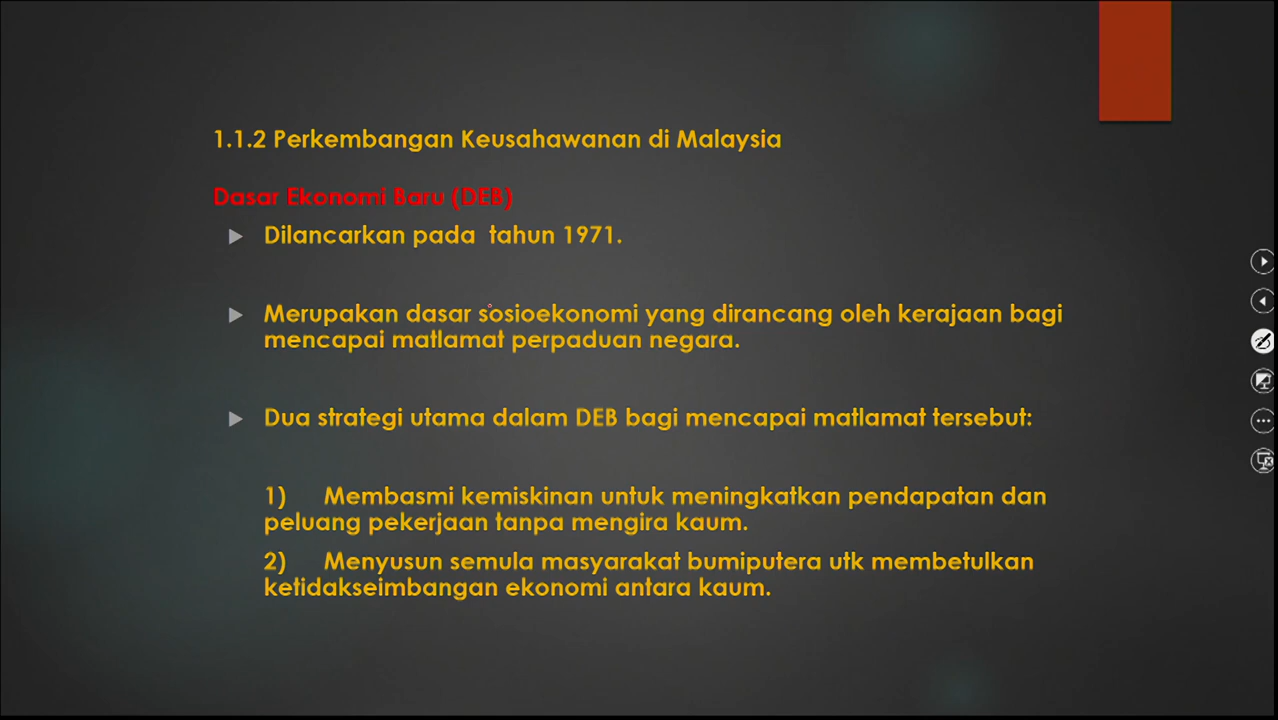 1.1.2 Perkembangan Keusahawanan di Malaysia
Dasar Ekonomi Baru (DEB)
Dilancarkan pada tahun 1971.
Merupakan dasar sosioekonomi yang dirancang oleh kerajaan bagi
mencapai matlamat perpaduan negara.
Dua strategi utama dalam DEB bagi mencapai matlamat tersebut:
1) Membasmi kemiskinan untuk meningkatkan pendapatan dan
peluang pekerjaan tanpa mengira kaum.
2) Menyusun semula masyarakat bumiputera utk membetulkan
ketidakseimbangan ekonomi antara kaum.